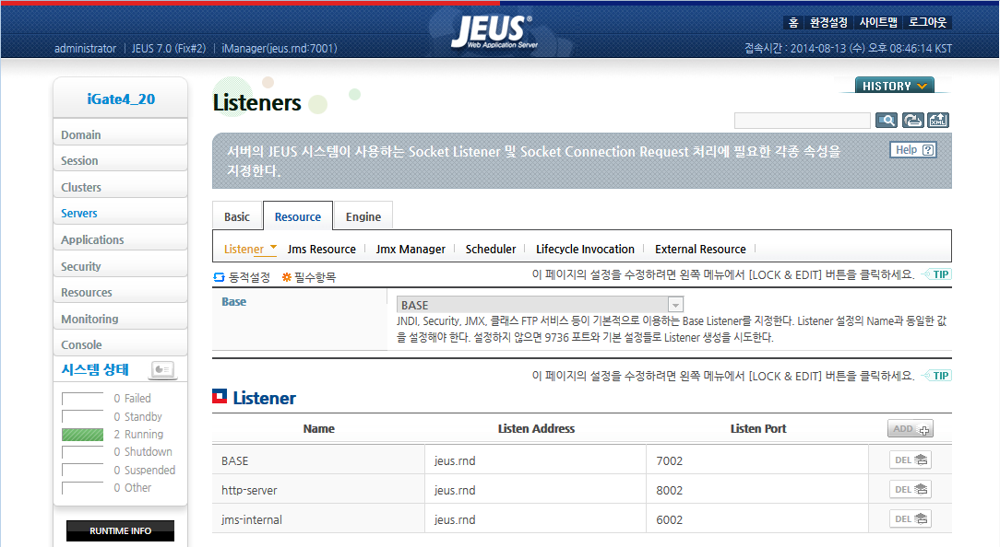 JEUS®
Web Application Server
홈 환경설정 사이트맵 로그아웃
administrator | JEUS 7.0 (Fix#2) | iManager(jeus.rnd:7001)
접속시간 : 2014-08-13 (수) 오후 08:46:14 KST
iGate4_20
Domain
Session
Clusters
Servers
Applications
Security
Resources
Monitoring
Console
시스템 상태
0 Failed
0 Standby
2 Running
0 Shutdown
0 Suspended
0 Other
RUNTIME INFO
HISTORY
Listeners
XML
서버의 JEUS 시스템이 사용하는 Socket Listener 및 Socket Connection Request 처리에 필요한 각종 속성을
지정한다.
Help ?
Basic Resource Engine
Listener Jms Resource Jmx Manager Scheduler Lifecycle Invocation External Resource
동적설정 필수항목
이 페이지의 설정을 수정하려면 왼쪽 메뉴에서 [LOCK & EDIT] 버튼을 클릭하세요. TIP
Base
BASE
JNDI, Security, JMX, 클래스 FTP 서비스 등이 기본적으로 이용하는 Base Listener를 지정한다. Listener 설정의 Name과 동일한 값
을 설정해야 한다. 설정하지 않으면 9736 포트와 기본 설정들로 Listener 생성을 시도한다.
이 페이지의 설정을 수정하려면 왼쪽 메뉴에서 [LOCK & EDIT] 버튼을 클릭하세요. TIP
Listener
Name Listen Address Listen Port ADD
BASE jeus.rnd 7002 DEL
http-server jeus.rnd 8002 DEL
jms-internal jeus.rnd 6002 DEL